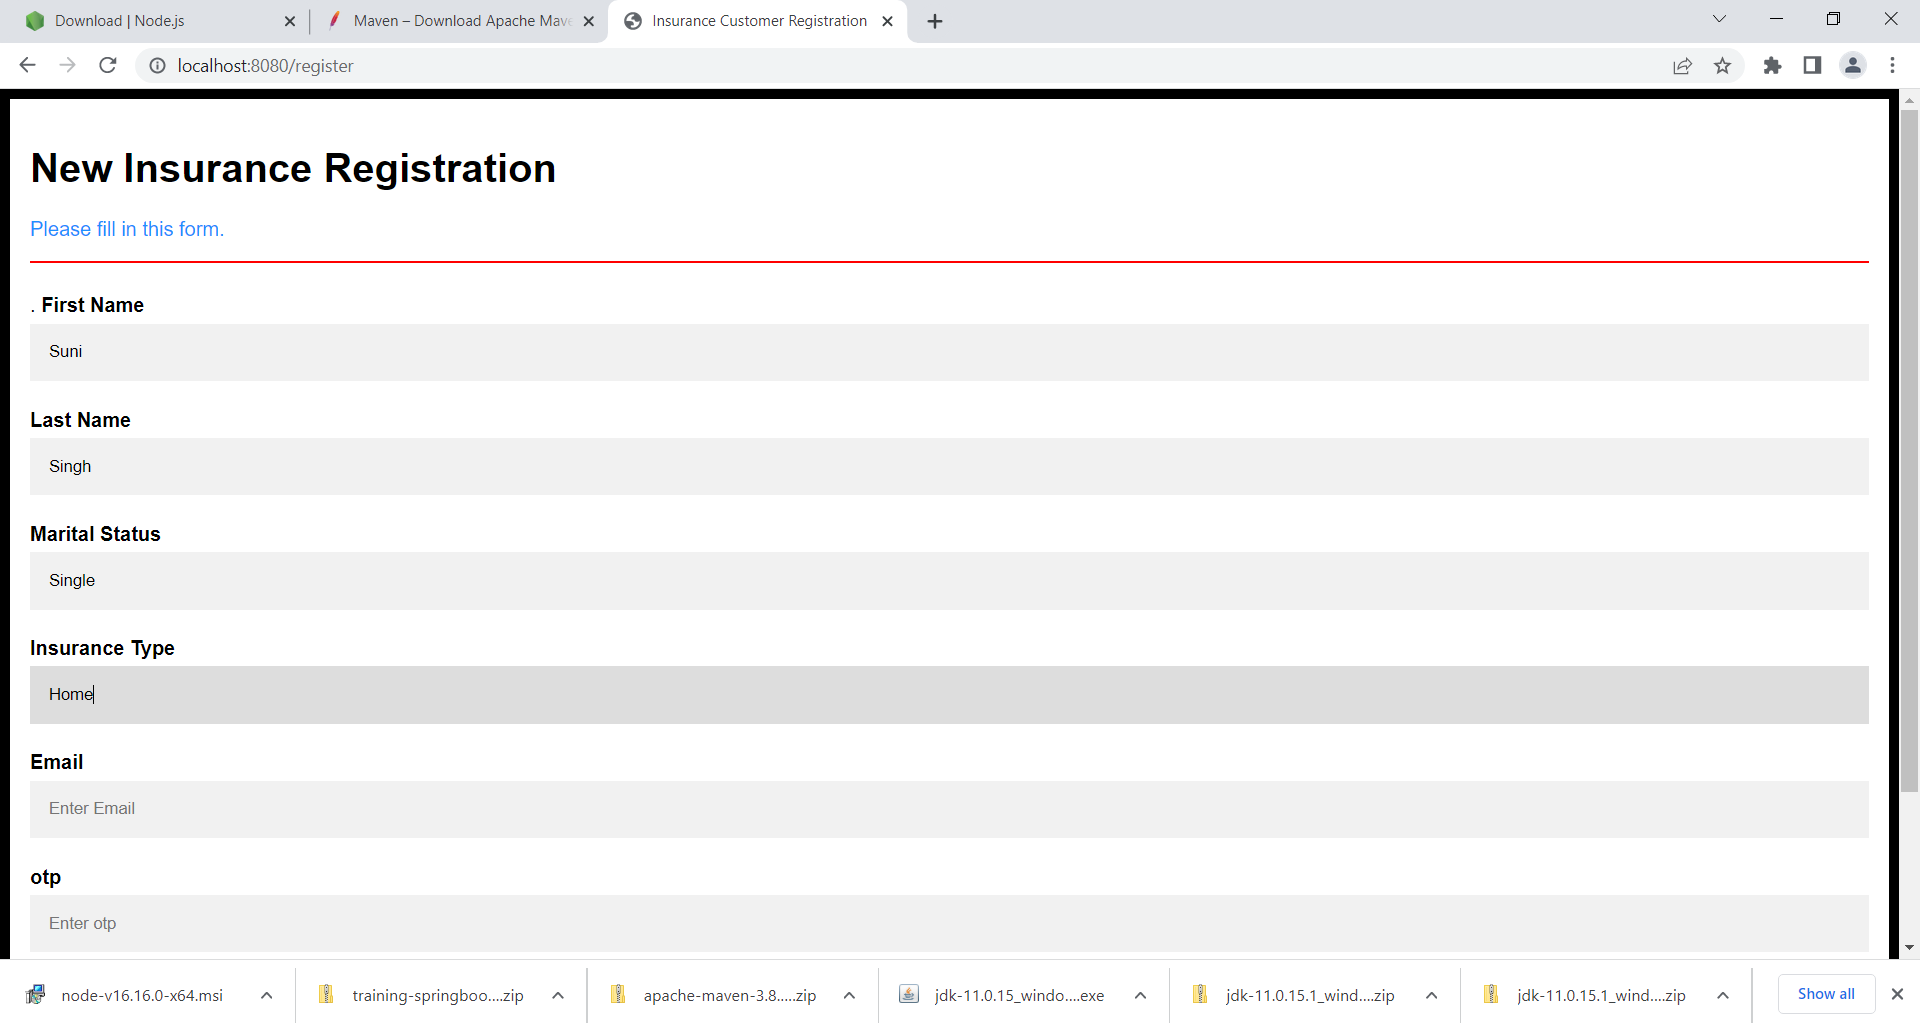 Download | Node.js
Maven – Download Apache Mave
Insurance Customer Registration
localhost:8080/register
New Insurance Registration
Please fill in this form.
. First Name
Suni
Last Name
Singh
Marital Status
Single
Insurance Type
Home
Email
Enter Email
otp
Enter otp
node-v16.16.0-x64.msi
training-springboo....zip
apache-maven-3.8.....zip
jdk-11.0.15_windo....exe
jdk-11.0.15.1_wind....zip
jdk-11.0.15.1_wind....zip
Show all